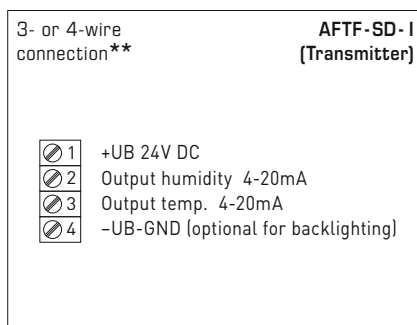 3- or 4-wire connection** AFTF-SD-I (Transmitter)
1 +UB 24V DC
2 Output humidity 4-20mA
3 Output temp. 4-20mA
4 –UB-GND (optional for backlighting)